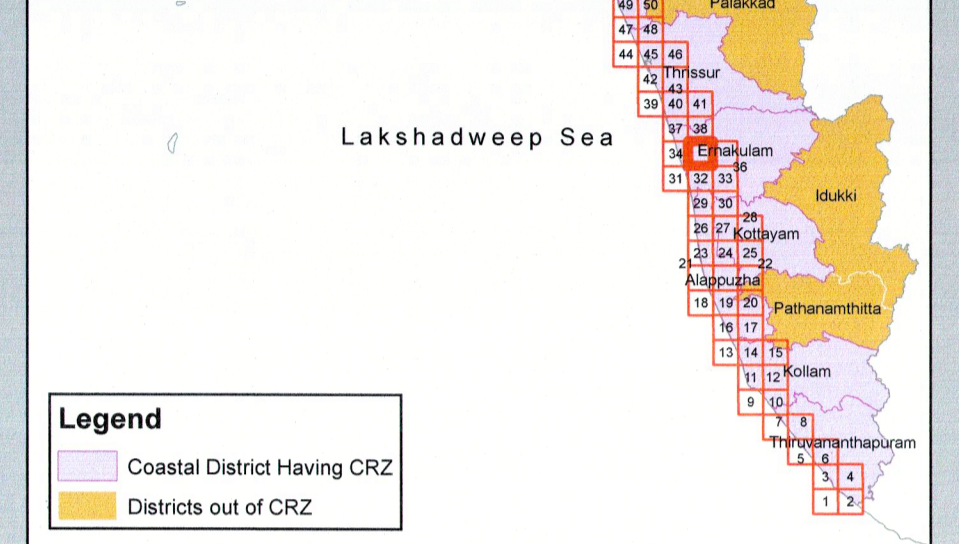 49 50 Palakkad
47 48
44 45 46
42 Thrissur
43
39 40 41
37 38
Lakshadweep Sea
34 Ernakulam
36
31 32 33
Idukki
29 30
28
26 27 Kottayam
23 24 25
21 22
Alappuzha
18 19 20
Pathanamthitta
16 17
13 14 15
11 12 Kollam
9 10
7 8
Thiruvananthapuram
5 6
3 4
1 2
Legend
Coastal District Having CRZ
Districts out of CRZ